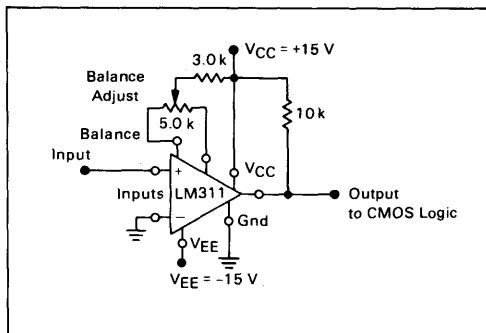 VCC = +15 V
3.0 k
Balance
Adjust
5.0 k
10 k
Balance
Input
VCC
+
Inputs
LM311
Output
to CMOS Logic
–
Gnd
VEE
VEE = –15 V